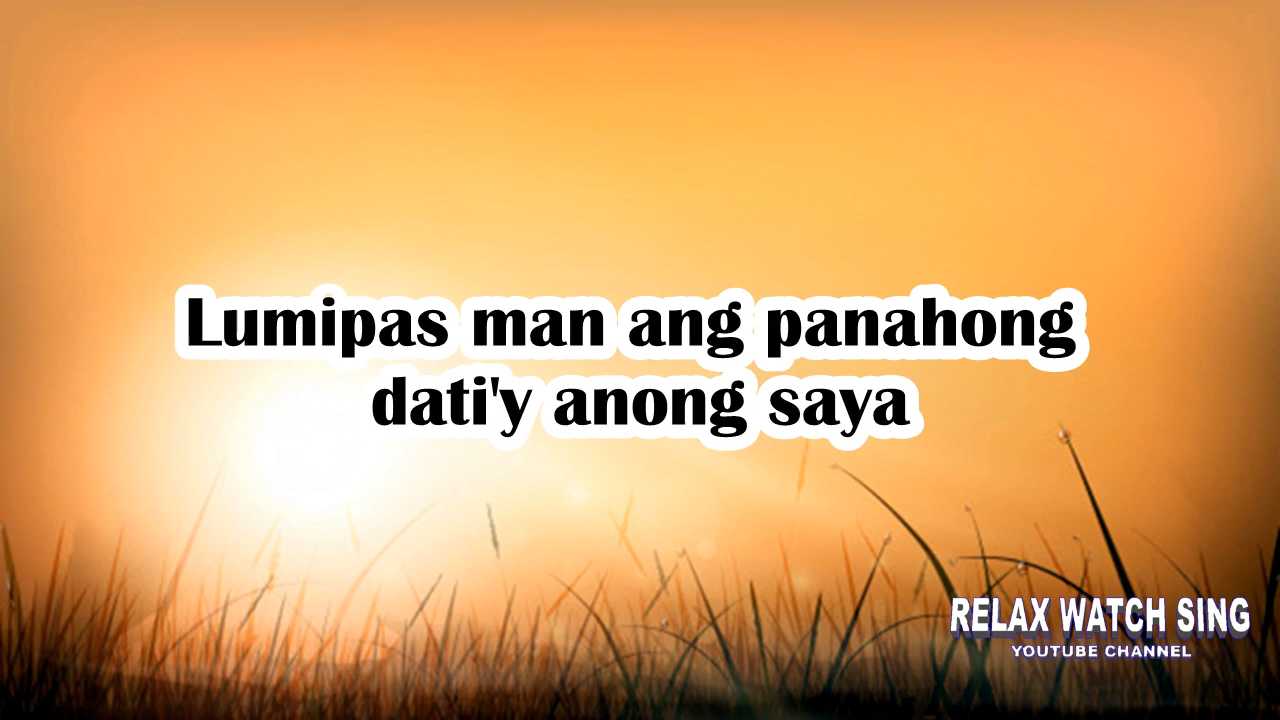 Lumipas man ang panahong
dati'y anong saya
RELAX WATCH SING
YOUTUBE CHANNEL